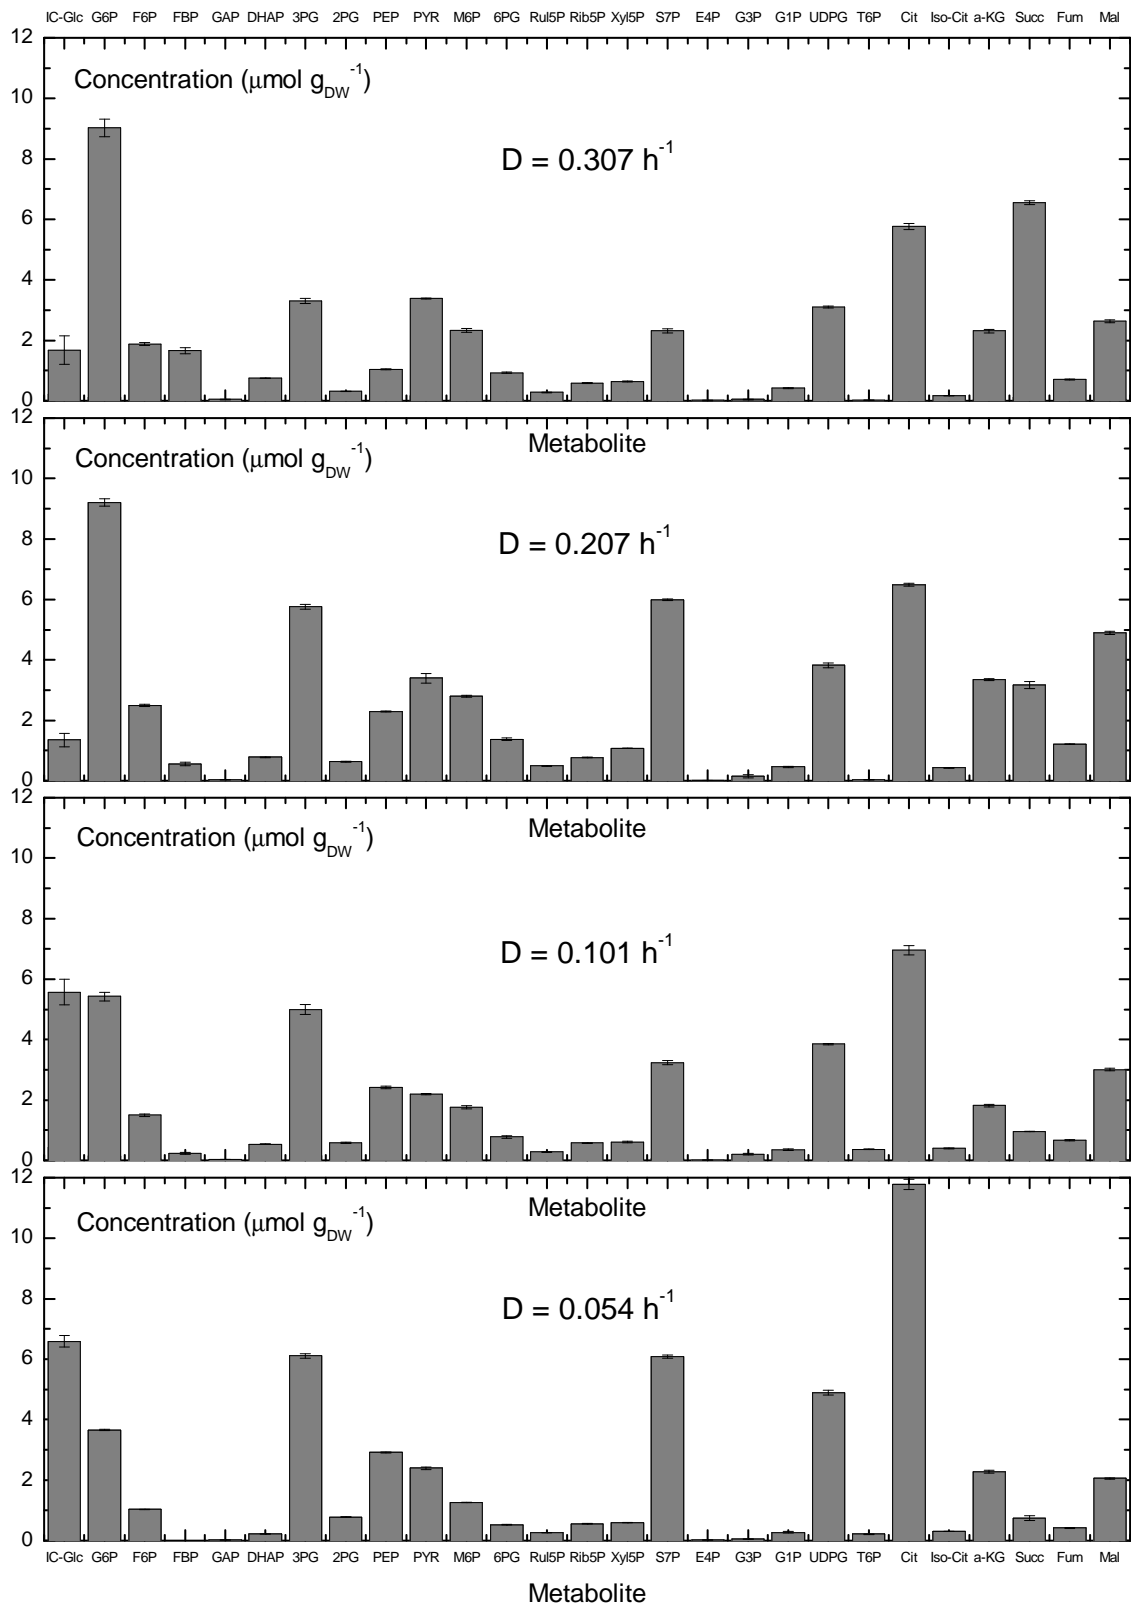 IC-Glc G6P F6P FBP GAP DHAP 3PG 2PG PEP PYR M6P 6PG Rul5P Rib5P Xyl5P S7P E4P G3P G1P UDPG T6P Cit Iso-Cit a-KG Succ Fum Mal
12
Concentration (μmol g_DW^-1)
10
D = 0.307 h^-1
8
6
4
2
0
12
Metabolite
Concentration (μmol g_DW^-1)
10
8
D = 0.207 h^-1
6
4
2
0
12
Metabolite
Concentration (μmol g_DW^-1)
10
8
D = 0.101 h^-1
6
4
2
0
12
Metabolite
Concentration (μmol g_DW^-1)
10
8
D = 0.054 h^-1
6
4
2
0
IC-Glc G6P F6P FBP GAP DHAP 3PG 2PG PEP PYR M6P 6PG Rul5P Rib5P Xyl5P S7P E4P G3P G1P UDPG T6P Cit Iso-Cit a-KG Succ Fum Mal
Metabolite